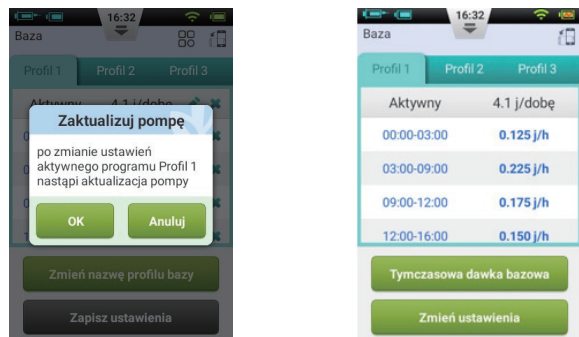 16:32
Baza
Profil 1 Profil 2 Profil 3
Aktywny 4.1 j/dobę
Zaktualizuj pompę
po zmianie ustawień
aktywnego programu Profil 1
nastąpi aktualizacja pompy
OK Anuluj
Zmień nazwę profilu bazy
Zapisz ustawienia
16:32
Baza
Profil 1 Profil 2 Profil 3
Aktywny 4.1 j/dobę
00:00-03:00 0.125 j/h
03:00-09:00 0.225 j/h
09:00-12:00 0.175 j/h
12:00-16:00 0.150 j/h
Tymczasowa dawka bazowa
Zmień ustawienia